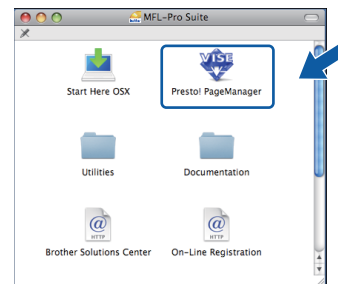 MFL-Pro Suite
Start Here OSX
VISE
Presto! PageManager
Utilities
Documentation
@
HTTP
Brother Solutions Center
@
HTTP
On-Line Registration